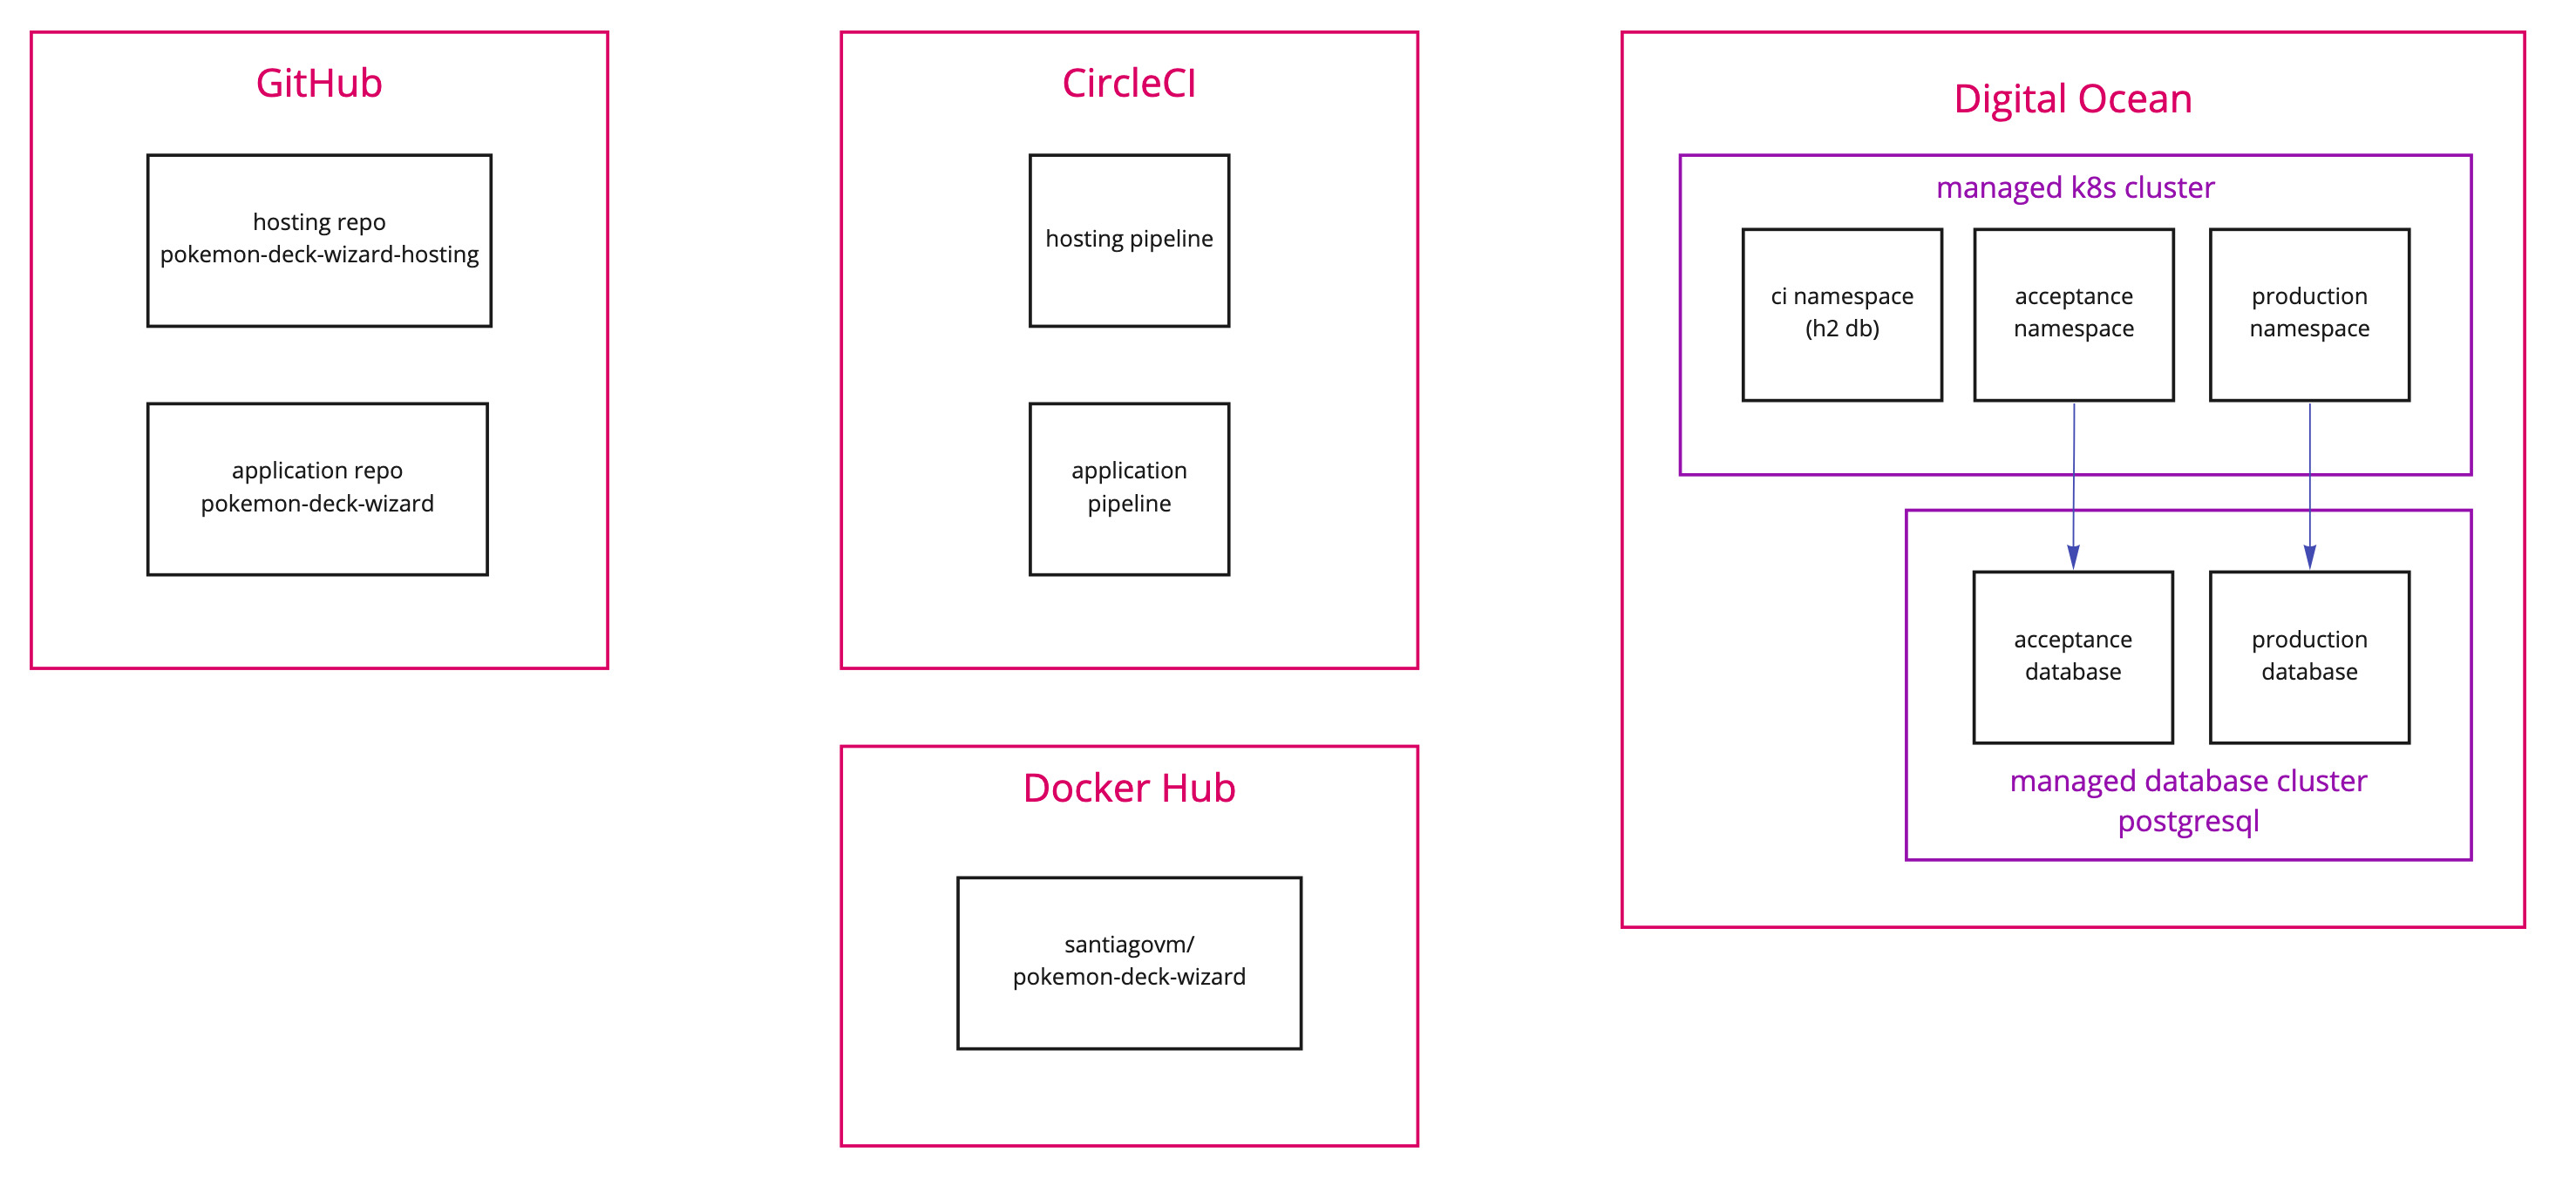 GitHub
hosting repo
pokemon-deck-wizard-hosting
application repo
pokemon-deck-wizard
CircleCI
hosting pipeline
application
pipeline
Docker Hub
santiagovm/
pokemon-deck-wizard
Digital Ocean
managed k8s cluster
ci namespace
(h2 db)
acceptance
namespace
production
namespace
acceptance
database
production
database
managed database cluster
postgresql